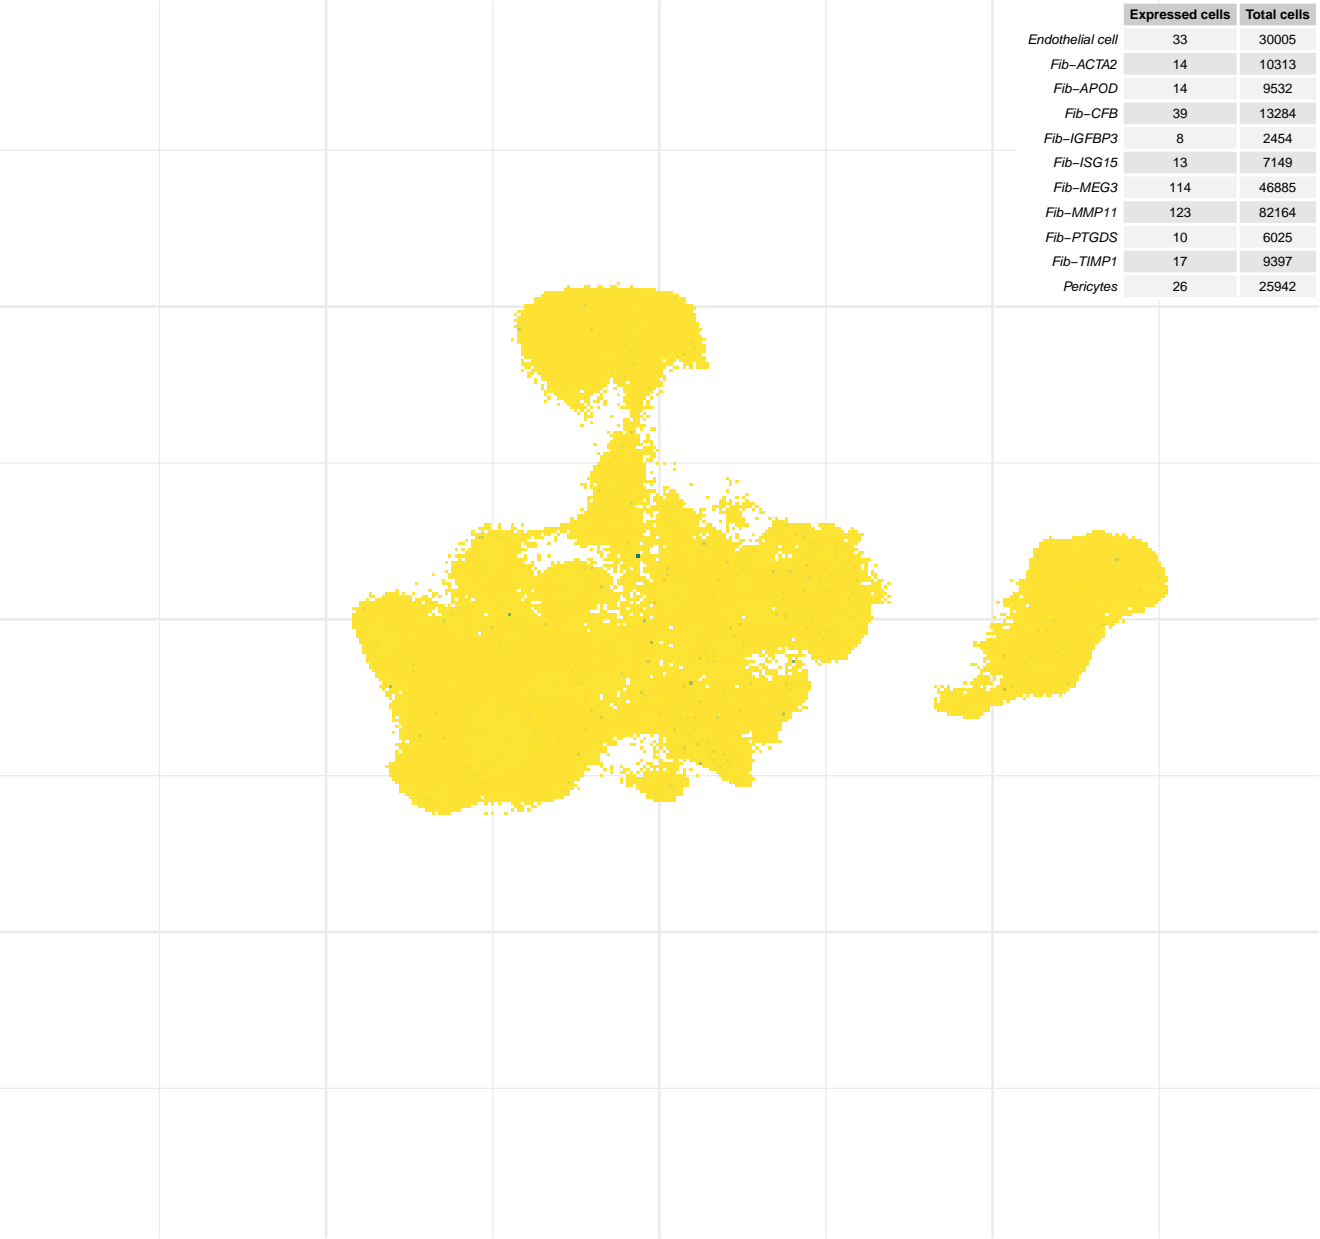 Expressed cells Total cells
Endothelial cell 33 30005
Fib−ACTA2 14 10313
Fib−APOD 14 9532
Fib−CFB 39 13284
Fib−IGFBP3 8 2454
Fib−ISG15 13 7149
Fib−MEG3 114 46885
Fib−MMP11 123 82164
Fib−PTGDS 10 6025
Fib−TIMP1 17 9397
Pericytes 26 25942